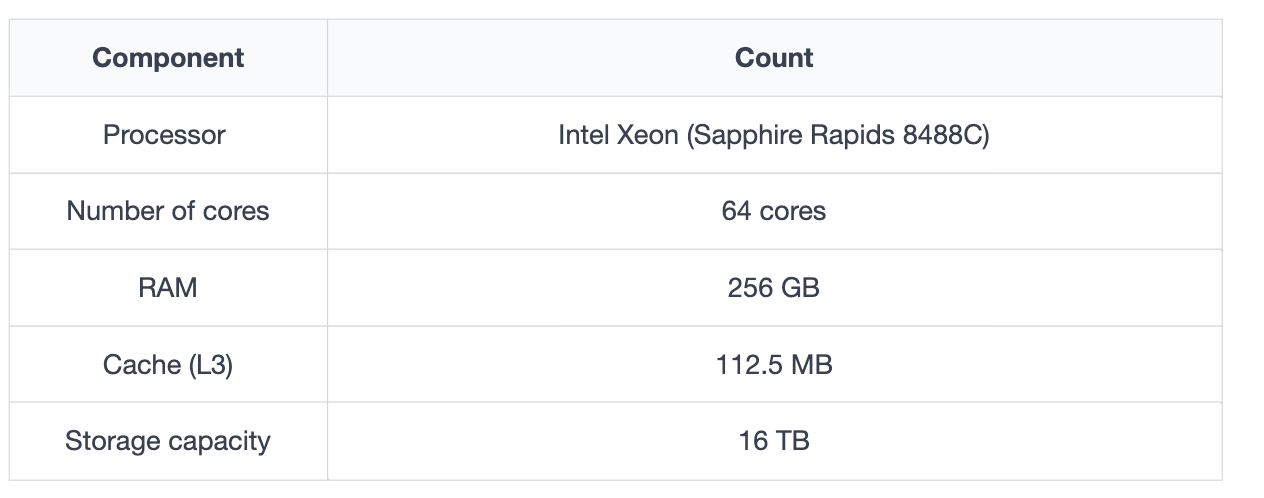 Component Count
Processor Intel Xeon (Sapphire Rapids 8488C)
Number of cores 64 cores
RAM 256 GB
Cache (L3) 112.5 MB
Storage capacity 16 TB